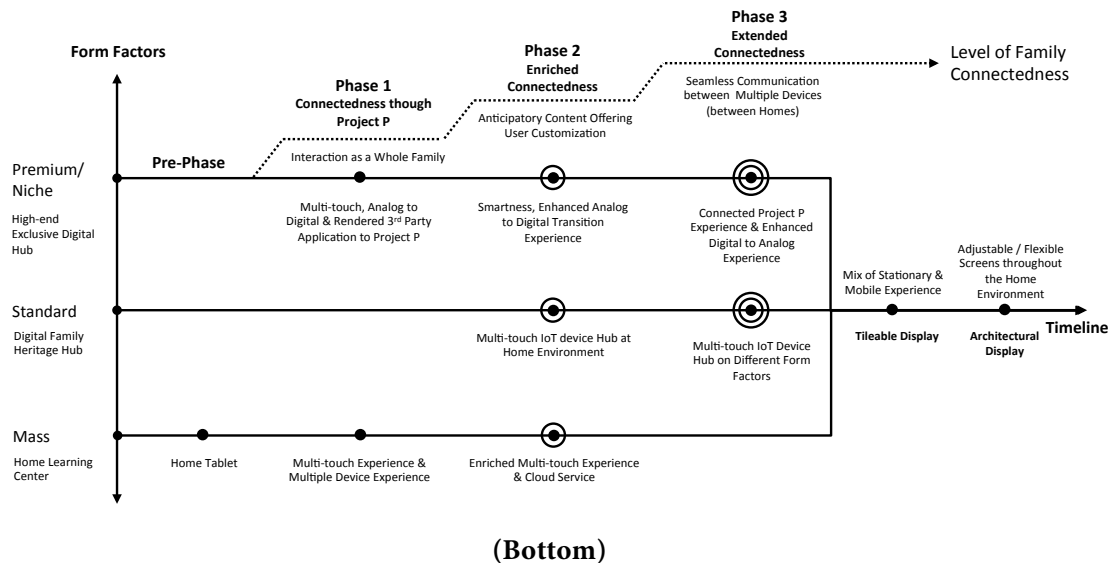 Phase 3
Extended
Connectedness
Form Factors
Phase 2
Enriched
Connectedness
Level of Family
Connectedness
Phase 1
Connectedness though
Project P
Seamless Communication
between Multiple Devices
(between Homes)
Anticipatory Content Offering
User Customization
Pre-Phase
Interaction as a Whole Family
Premium/
Niche
High-end
Exclusive Digital
Hub
Multi-touch, Analog to
Digital & Rendered 3rd Party
Application to Project P
Smartness, Enhanced Analog
to Digital Transition
Experience
Connected Project P
Experience & Enhanced
Digital to Analog
Experience
Mix of Stationary &
Mobile Experience
Adjustable / Flexible
Screens throughout
the Home
Environment
Standard
Digital Family
Heritage Hub
Multi-touch IoT device Hub at
Home Environment
Multi-touch IoT Device
Hub on Different Form
Factors
Tileable Display
Architectural
Display
Timeline
Mass
Home Learning
Center
Home Tablet
Multi-touch Experience &
Multiple Device Experience
Enriched Multi-touch Experience
& Cloud Service
(Bottom)